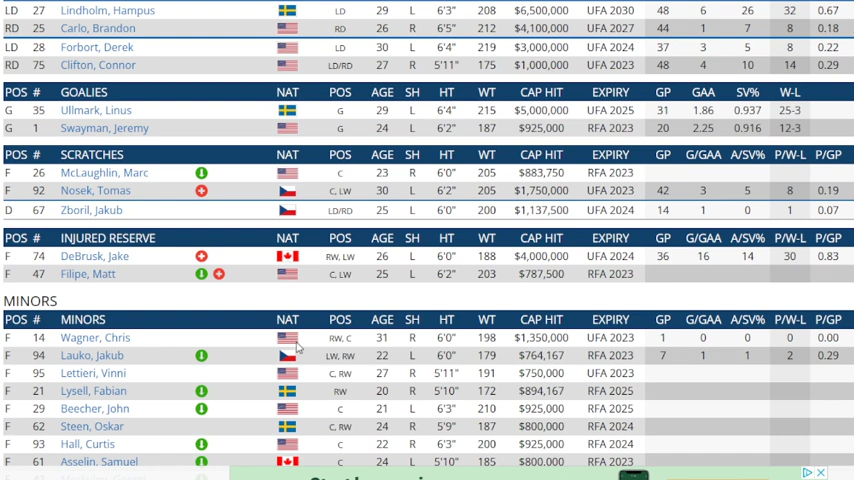 LD 27 Lindholm, Hampus LD 29 L 6'3" 208 $6,500,000 UFA 2030 48 6 26 32 0.67
RD 25 Carlo, Brandon RD 26 R 6'5" 212 $4,100,000 UFA 2027 44 1 7 8 0.18
LD 28 Forbort, Derek LD 30 L 6'4" 219 $3,000,000 UFA 2024 37 3 5 8 0.22
RD 75 Clifton, Connor LD/RD 27 R 5'11" 175 $1,000,000 UFA 2023 48 4 10 14 0.29
POS # GOALIES NAT POS AGE SH HT WT CAP HIT EXPIRY GP GAA SV% W-L
G 35 Ullmark, Linus G 29 L 6'4" 215 $5,000,000 UFA 2025 31 1.86 0.937 25-3
G 1 Swayman, Jeremy G 24 L 6'2" 187 $925,000 RFA 2023 20 2.25 0.916 12-3
POS # SCRATCHES NAT POS AGE SH HT WT CAP HIT EXPIRY GP G/GAA A/SV% P/W-L P/GP
F 26 McLaughlin, Marc C 23 R 6'0" 205 $883,750 RFA 2023
F 92 Nosek, Tomas C, LW 30 L 6'2" 205 $1,750,000 UFA 2023 42 3 5 8 0.19
D 67 Zboril, Jakub LD/RD 25 L 6'0" 200 $1,137,500 UFA 2024 14 1 0 1 0.07
POS # INJURED RESERVE NAT POS AGE SH HT WT CAP HIT EXPIRY GP G/GAA A/SV% P/W-L P/GP
F 74 DeBrusk, Jake RW, LW 26 L 6'0" 188 $4,000,000 UFA 2024 36 16 14 30 0.83
F 47 Filipe, Matt C, LW 25 L 6'2" 203 $787,500 RFA 2023
MINORS
POS # MINORS NAT POS AGE SH HT WT CAP HIT EXPIRY GP G/GAA A/SV% P/W-L P/GP
F 14 Wagner, Chris RW, C 31 R 6'0" 198 $1,350,000 UFA 2023 1 0 0 0 0.00
F 94 Lauko, Jakub LW, RW 22 L 6'0" 179 $764,167 RFA 2023 7 1 1 2 0.29
F 95 Lettieri, Vinni C, RW 27 R 5'11" 191 $750,000 UFA 2023
F 21 Lysell, Fabian RW 20 R 5'10" 172 $894,167 RFA 2025
F 29 Beecher, John C 21 L 6'3" 210 $925,000 RFA 2025
F 62 Steen, Oskar C, RW 24 R 5'9" 187 $800,000 RFA 2024
F 93 Hall, Curtis C 22 R 6'3" 200 $925,000 RFA 2024
F 61 Asselin, Samuel C 24 L 5'10" 185 $800,000 RFA 2023